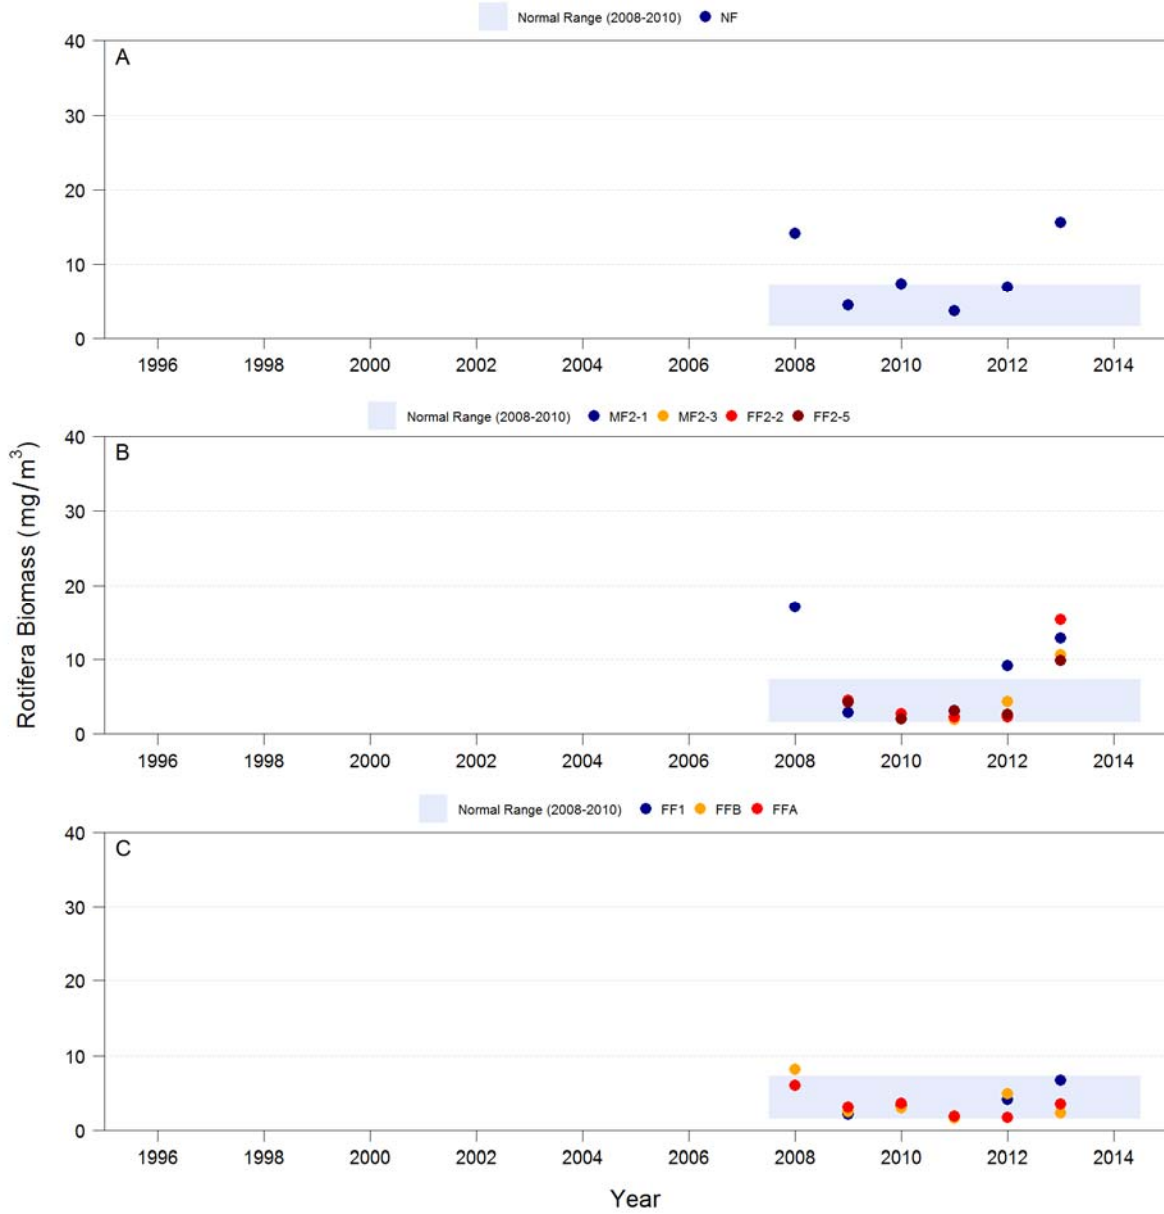 Normal Range (2008-2010) NF
A
40
30
20
10
0
1996 1998 2000 2002 2004 2006 2008 2010 2012 2014
Normal Range (2008-2010) MF2-1 MF2-3 FF2-2 FF2-5
B
40
30
20
10
0
1996 1998 2000 2002 2004 2006 2008 2010 2012 2014
Rotifera Biomass (mg/m³)
Normal Range (2008-2010) FF1 FFB FFA
C
40
30
20
10
0
1996 1998 2000 2002 2004 2006 2008 2010 2012 2014
Year